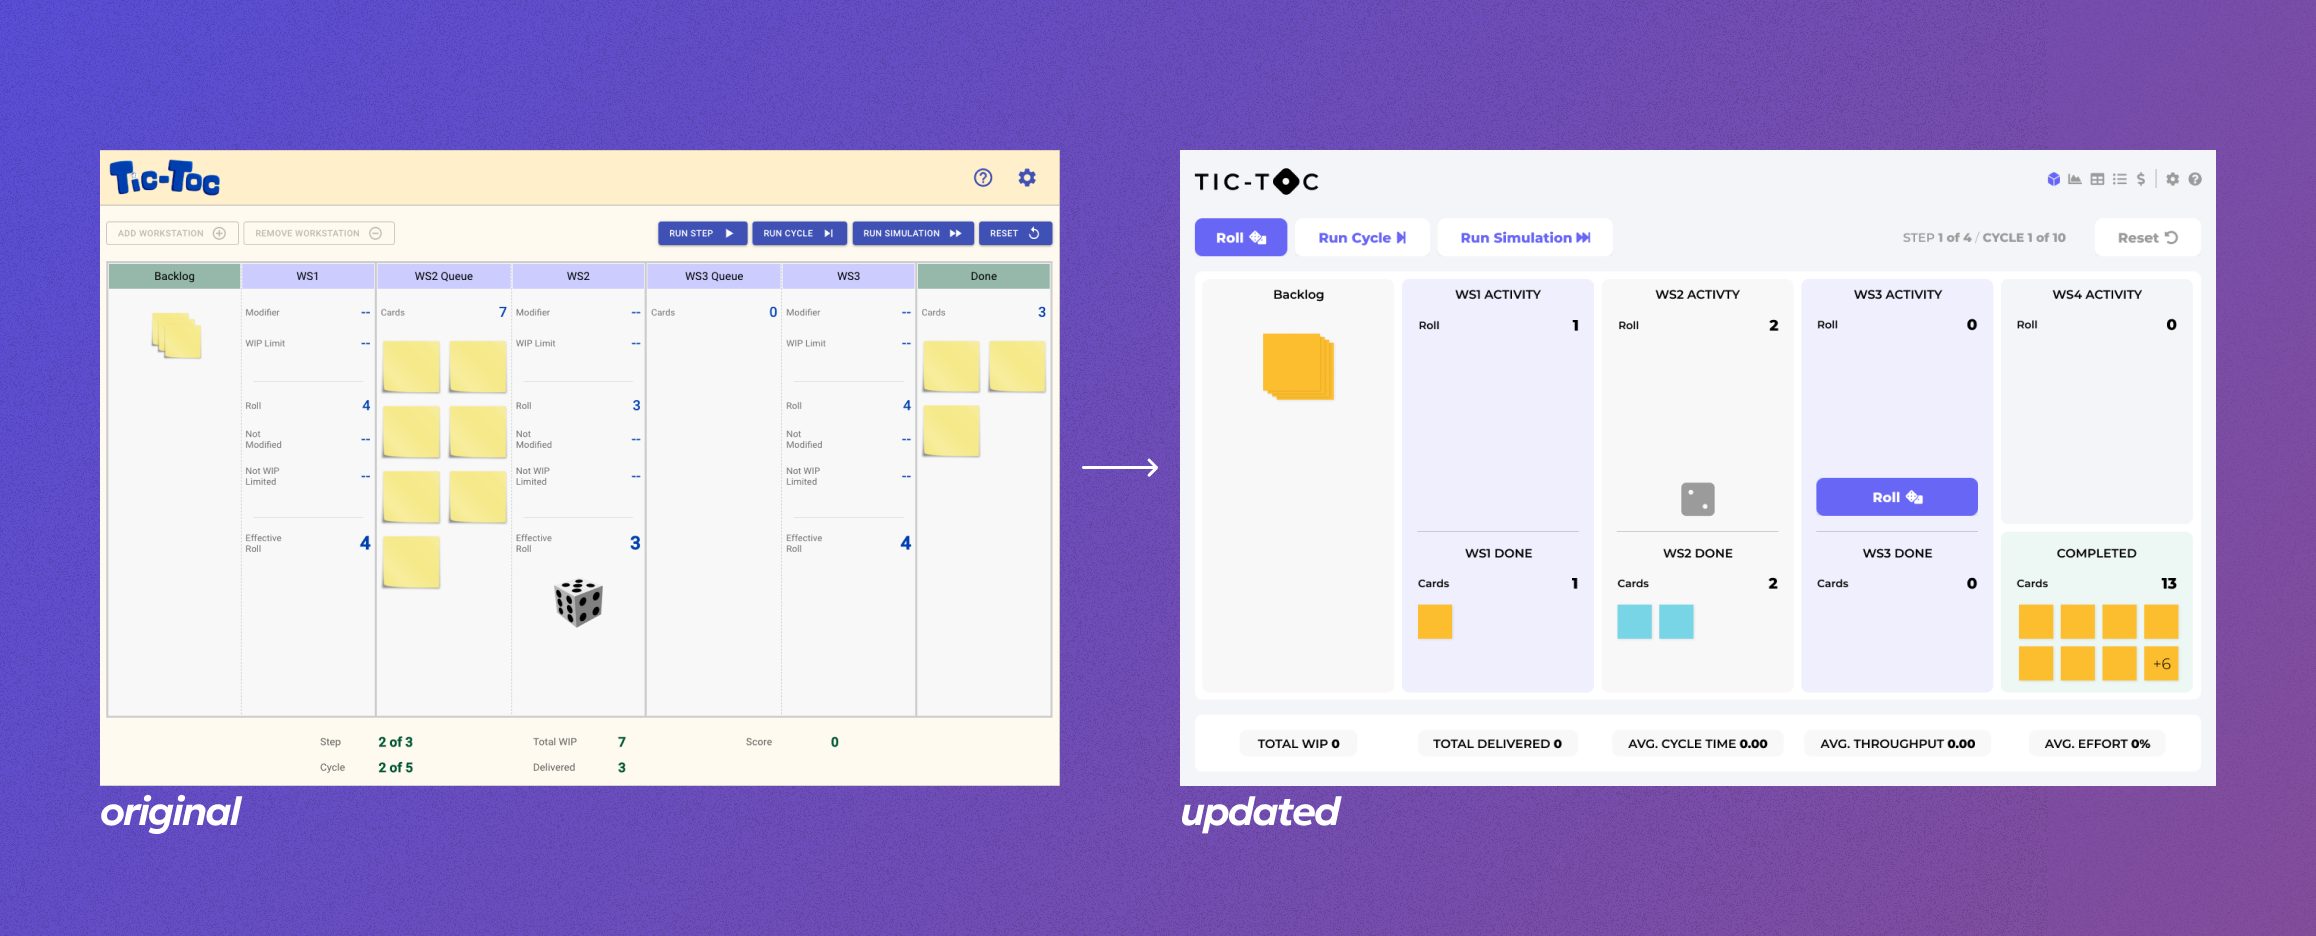 Tic-Toc
ADD WORKSTATION
REMOVE WORKSTATION
RUN STEP
RUN CYCLE
RUN SIMULATION
RESET
Backlog
WS1
WS2 Queue
WS2
WS3 Queue
WS3
Done
Modifier --
WIP Limit --
Roll 4
Not
Modified --
Not WIP
Limited --
Effective
Roll 4
Cards 7
Modifier --
WIP Limit --
Roll 3
Not
Modified --
Not WIP
Limited --
Effective
Roll 3
Cards 0
Modifier --
WIP Limit --
Roll 4
Not
Modified --
Not WIP
Limited --
Effective
Roll 4
Cards 3
Step 2 of 3
Cycle 2 of 5
Total WIP 7
Delivered 3
Score 0
original
TIC-TOC
$
?
Roll
Run Cycle
Run Simulation
STEP 1 of 4 / CYCLE 1 of 10
Reset
Backlog
WS1 ACTIVITY
Roll 1
WS1 DONE
Cards 1
WS2 ACTIVTY
Roll 2
WS2 DONE
Cards 2
WS3 ACTIVITY
Roll 0
Roll
WS3 DONE
Cards 0
WS4 ACTIVITY
Roll 0
COMPLETED
Cards 13
+6
TOTAL WIP 0
TOTAL DELIVERED 0
AVG. CYCLE TIME 0.00
AVG. THROUGHPUT 0.00
AVG. EFFORT 0%
updated